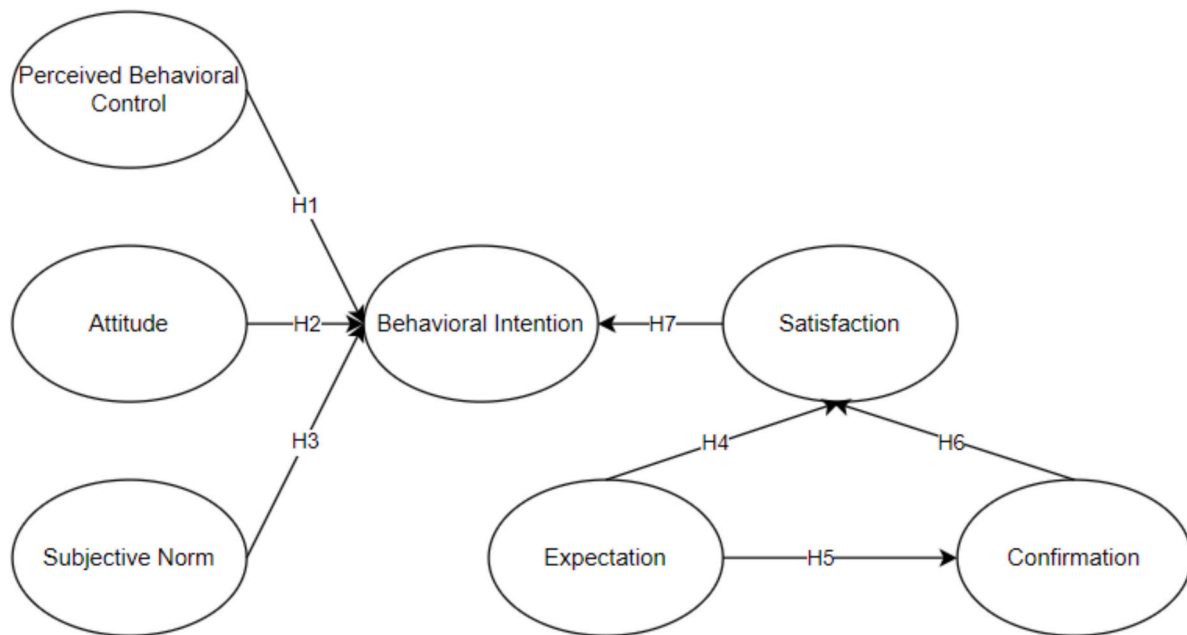 Perceived Behavioral
Control
H1
Attitude
H2
Behavioral Intention
H7
Satisfaction
H3
H4
H6
Subjective Norm
Expectation
H5
Confirmation